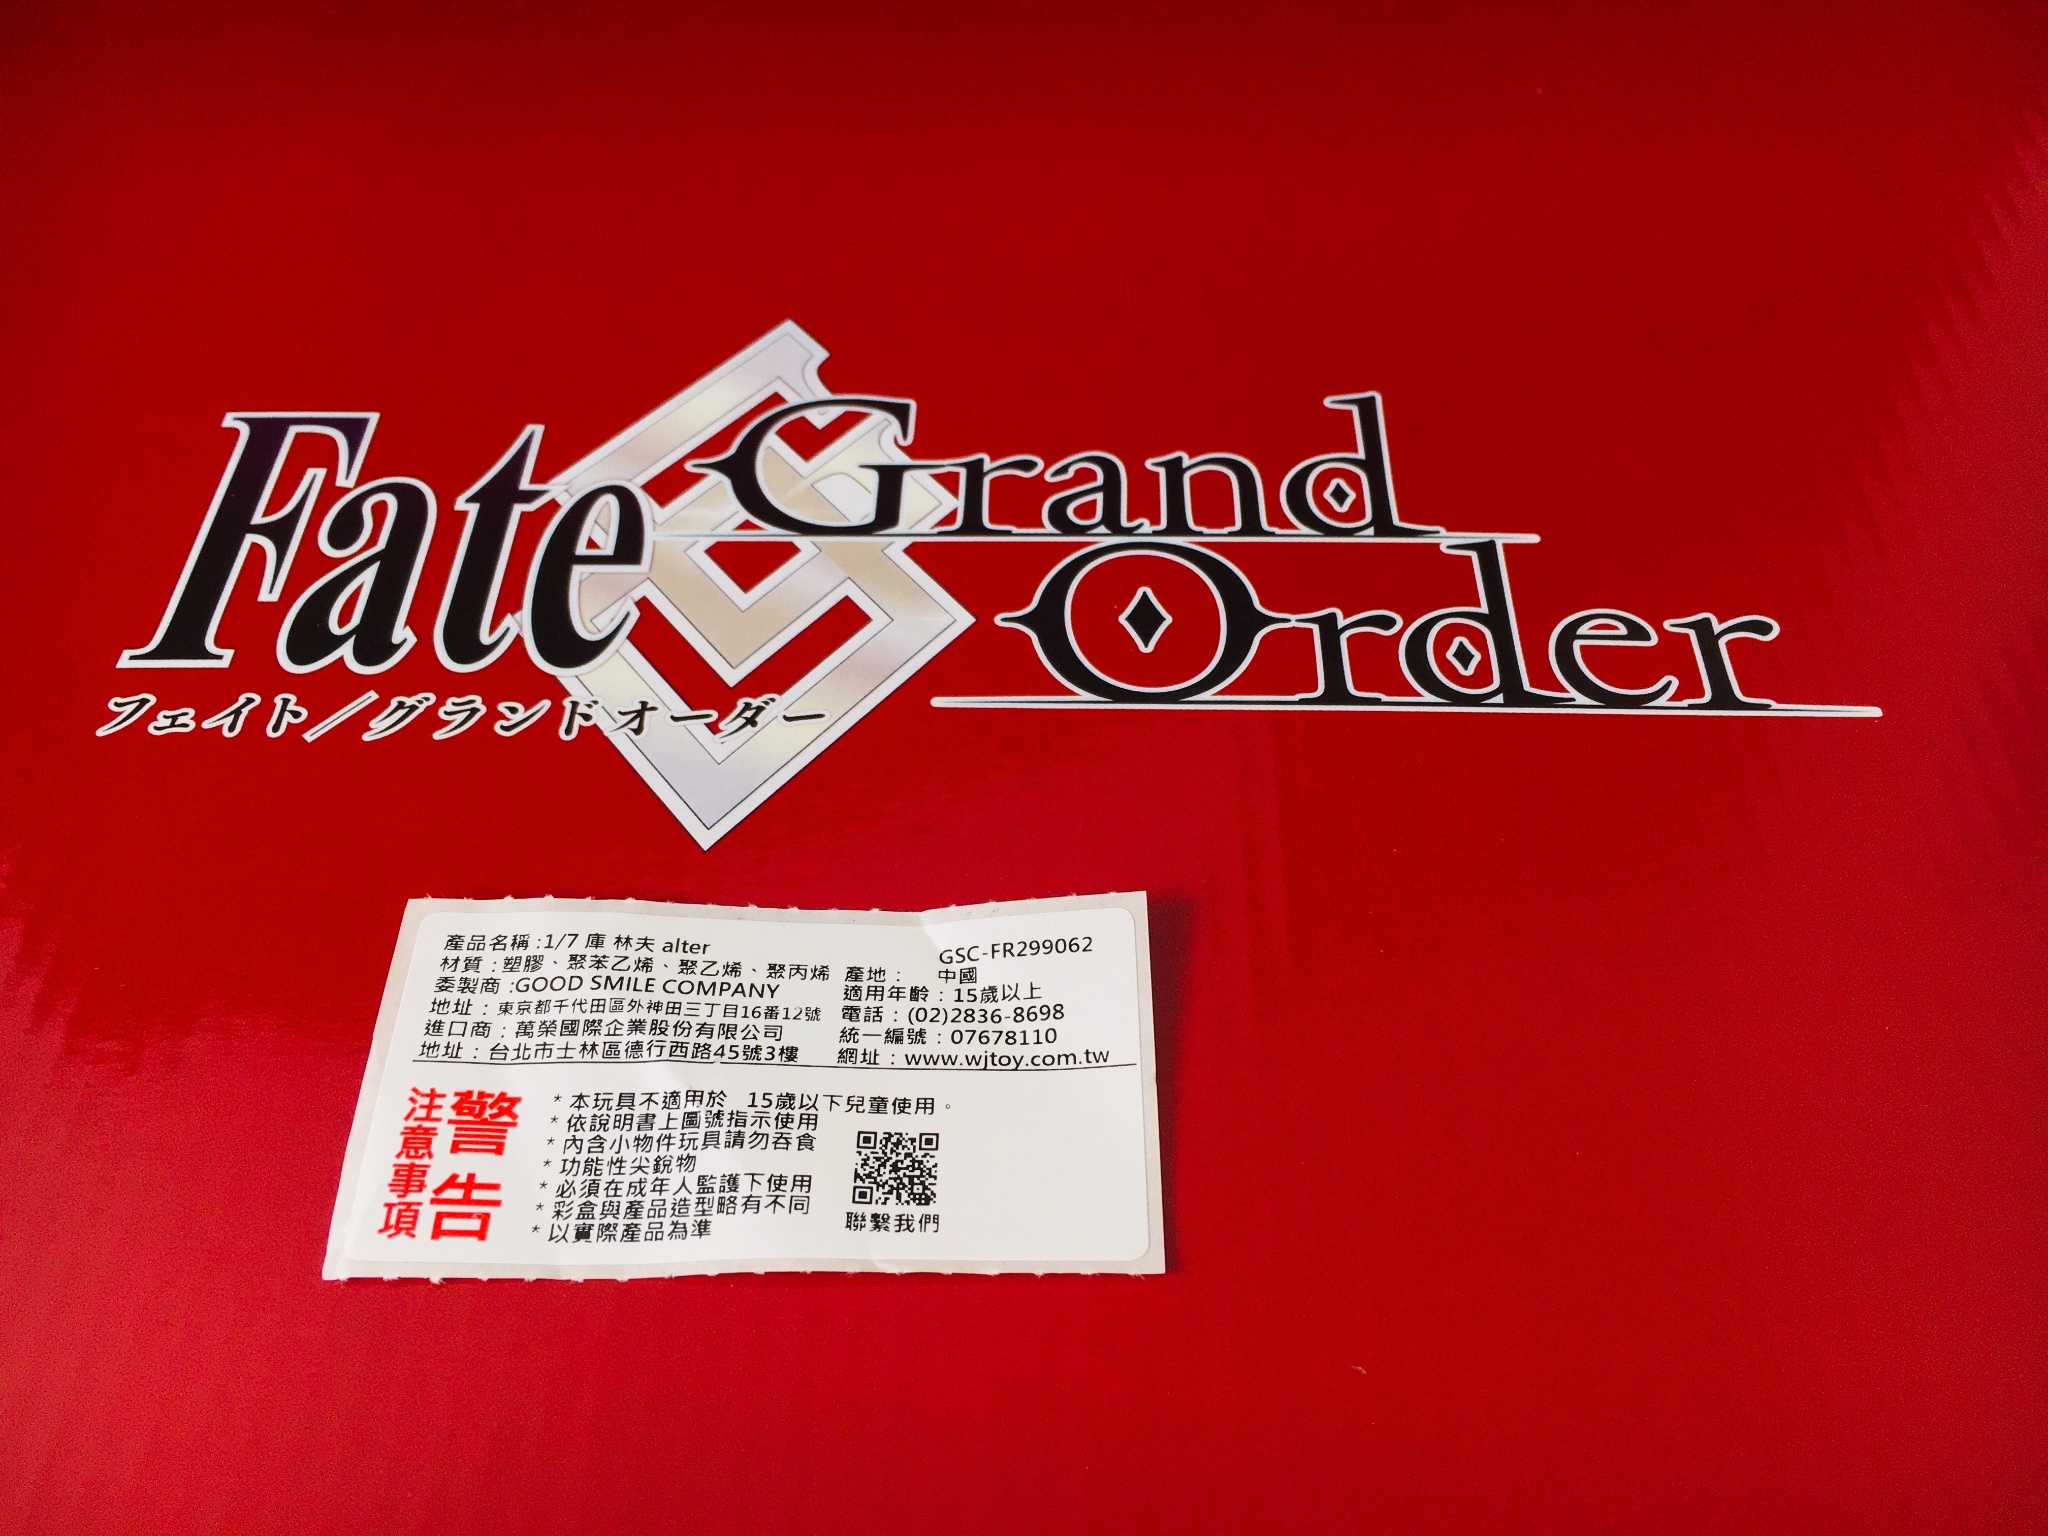 Fate
Grand
Order
フェイト/グランドオーダー
產品名稱:1/7 庫林夫 alter
GSC-FR299062
材質:塑膠、聚苯乙烯、聚乙烯、聚丙烯
產地: 中國
委製商:GOOD SMILE COMPANY
適用年齡:15歲以上
地址:東京都千代田區外神田三丁目16番12號
電話:(02)2836-8698
進口商:萬榮國際企業股份有限公司
統一編號:07678110
地址:台北市士林區德行西路45號3樓
網址:www.wjtoy.com.tw
警告
注意事項
* 本玩具不適用於 15歲以下兒童使用。
* 依說明書上圖號指示使用
* 內含小物件玩具請勿吞食
* 功能性尖銳物
* 必須在成年人監護下使用
* 彩盒與產品造型略有不同
* 以實際產品為準
聯繫我們